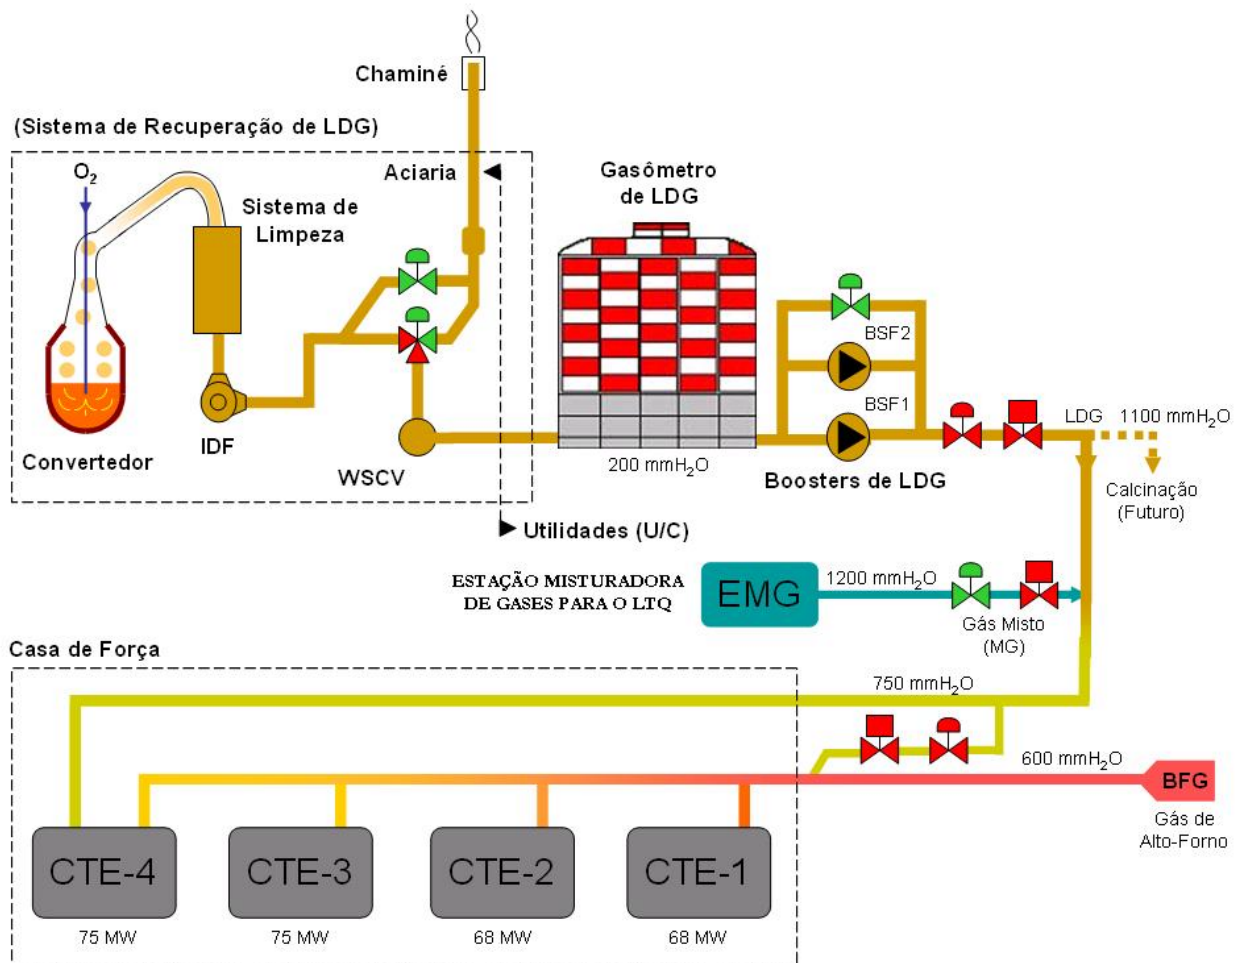 Chaminé
(Sistema de Recuperação de LDG)
O₂
Aciaria
Sistema de
Limpeza
Gasômetro
de LDG
BSF2
BSF1
LDG
1100 mmH₂O
Convertedor
IDF
WSCV
200 mmH₂O
Boosters de LDG
Calcinação
(Futuro)
Utilidades (U/C)
ESTAÇÃO MISTURADORA
DE GASES PARA O LTQ
EMG
1200 mmH₂O
Gás Misto
(MG)
Casa de Força
750 mmH₂O
600 mmH₂O
BFG
Gás de
Alto-Forno
CTE-4
CTE-3
CTE-2
CTE-1
75 MW
75 MW
68 MW
68 MW